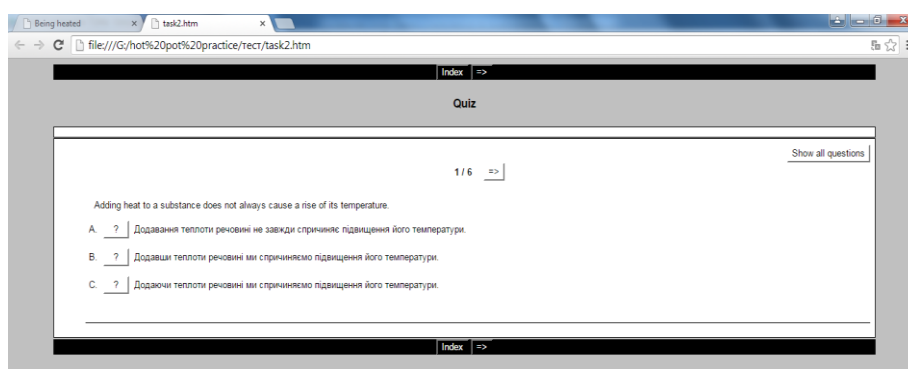 Being heated
task2.htm
file:///G:/hot%20pot%20practice/тест/task2.htm
Index =>
Quiz
Show all questions
1 / 6 =>
Adding heat to a substance does not always cause a rise of its temperature.
A. ? Додавання теплоти речовині не завжди спричиняє підвищення його температури.
B. ? Додавши теплоти речовині ми спричиняємо підвищення його температури.
C. ? Додаючи теплоти речовині ми спричиняємо підвищення його температури.
Index =>